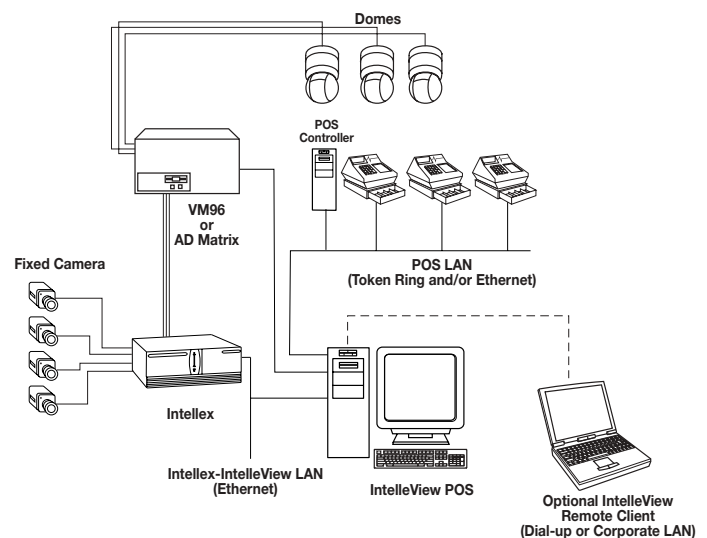 Domes
POS
Controller
VM96
or
AD Matrix
POS LAN
(Token Ring and/or Ethernet)
Fixed Camera
Intellex
Intellex-IntelleView LAN
(Ethernet)
IntelleView POS
Optional IntelleView
Remote Client
(Dial-up or Corporate LAN)